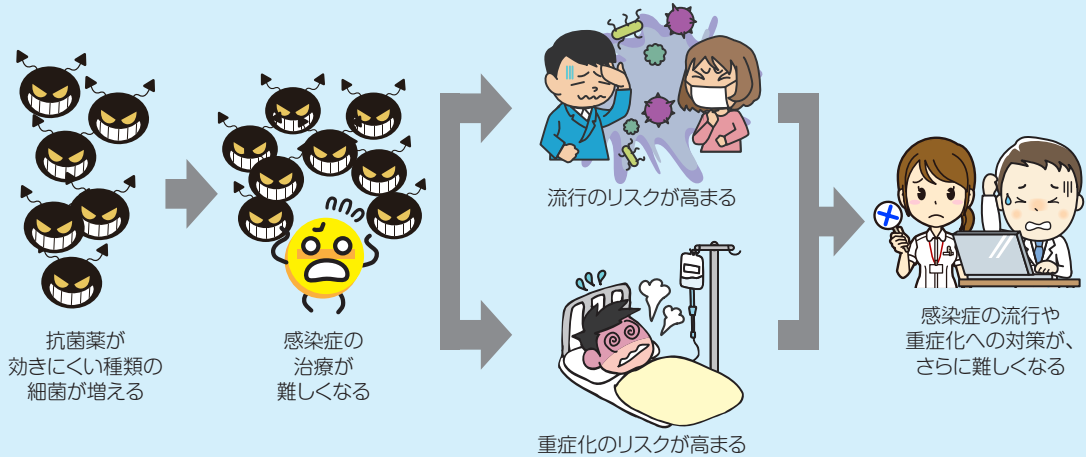 抗菌薬が
効きにくい種類の
細菌が増える
感染症の
治療が
難しくなる
流行のリスクが高まる
重症化のリスクが高まる
感染症の流行や
重症化への対策が、
さらに難しくなる